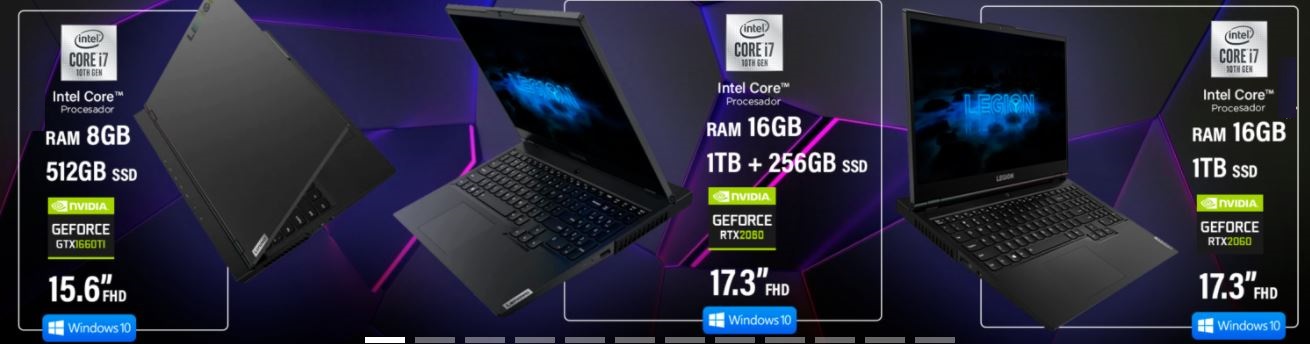 intel
CORE i7
10TH GEN
Intel Core™
Procesador
RAM 8GB
512GB SSD
NVIDIA
GEFORCE
GTX1660TI
15.6" FHD
Windows 10
Lenovo
LEGION
Lenovo
intel
CORE i7
10TH GEN
Intel Core™
Procesador
RAM 16GB
1TB + 256GB SSD
NVIDIA
GEFORCE
RTX2060
17.3" FHD
Windows 10
LEGION
LEGION
intel
CORE i7
10TH GEN
Intel Core™
Procesador
RAM 16GB
1TB SSD
NVIDIA
GEFORCE
RTX2060
17.3" FHD
Windows 10